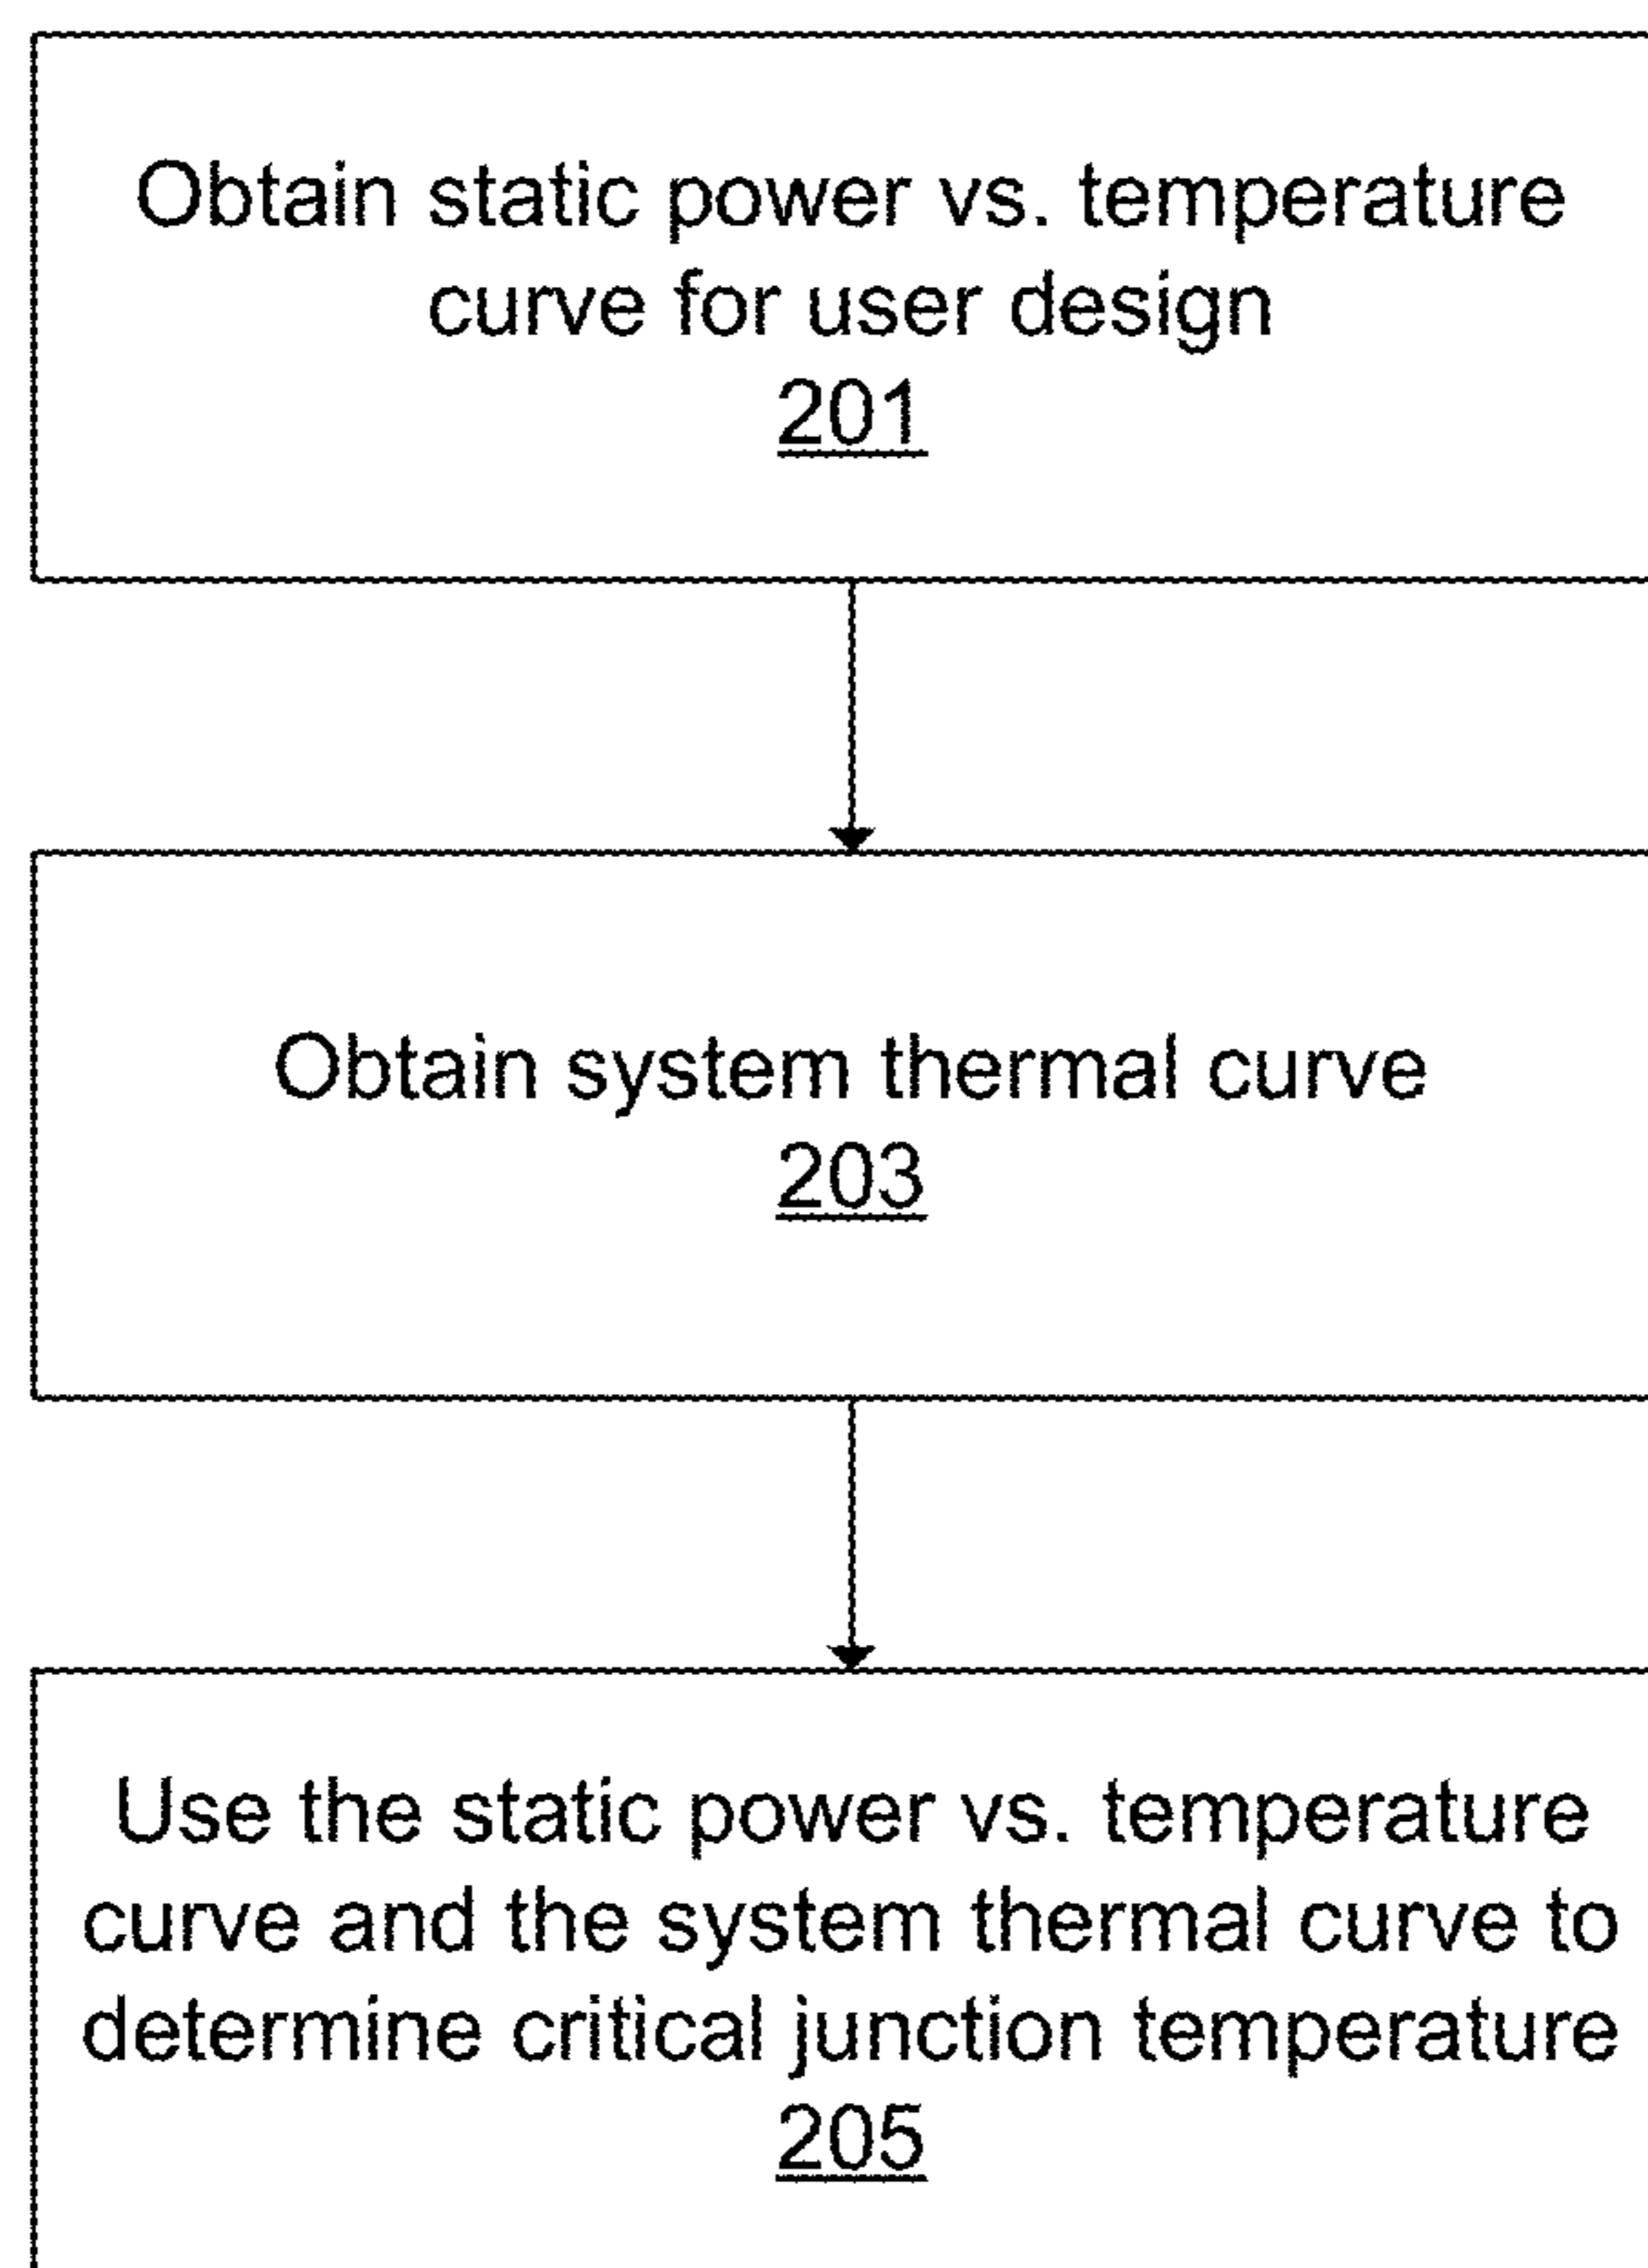 Obtain static power vs. temperature
curve for user design
201
Obtain system thermal curve
203
Use the static power vs. temperature
curve and the system thermal curve to
determine critical junction temperature
205